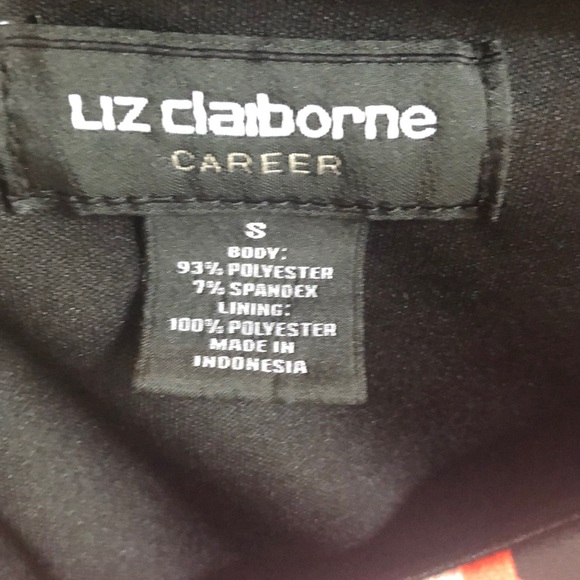 Liz claiborne
CAREER
S
BODY:
93% POLYESTER
7% SPANDEX
LINING:
100% POLYESTER
MADE IN
INDONESIA